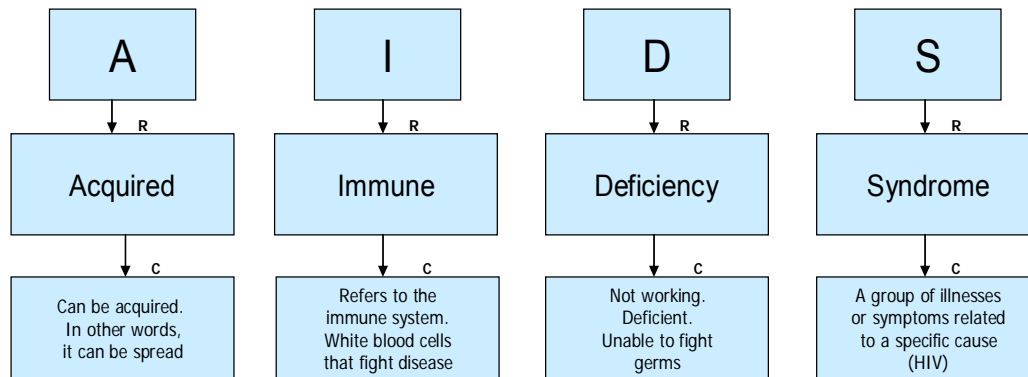 A
I
D
S
R
R
R
R
Acquired
Immune
Deficiency
Syndrome
C
C
C
C
Can be acquired.
In other words,
it can be spread
Refers to the
immune system.
White blood cells
that fight disease
Not working.
Deficient.
Unable to fight
germs
A group of illnesses
or symptoms related
to a specific cause
(HIV)